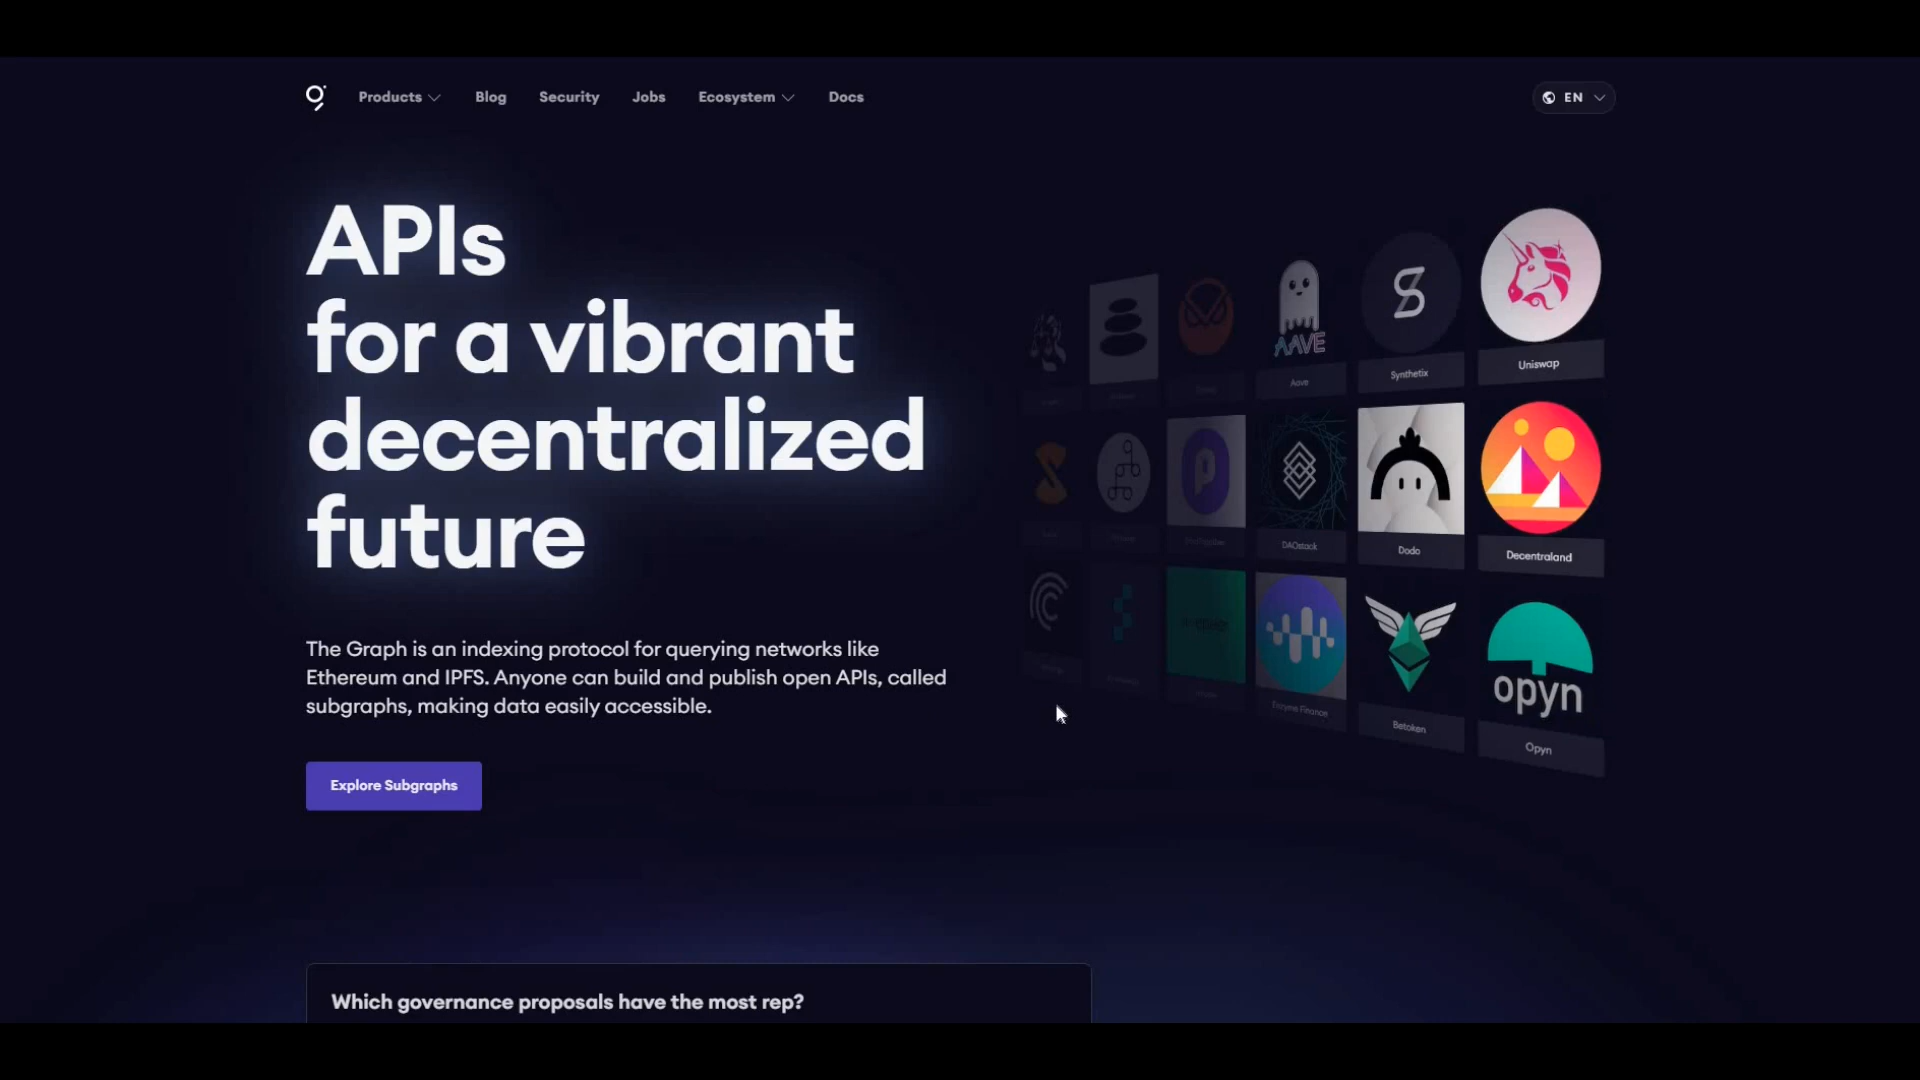 Products
Blog
Security
Jobs
Ecosystem
Docs
EN
APIs
for a vibrant
decentralized
future
The Graph is an indexing protocol for querying networks like
Ethereum and IPFS. Anyone can build and publish open APIs, called
subgraphs, making data easily accessible.
Explore Subgraphs
AAVE
Aave
Synthetix
Uniswap
DAOstack
Dodo
Decentraland
Enzyme Finance
Betoken
opyn
Opyn
Which governance proposals have the most rep?